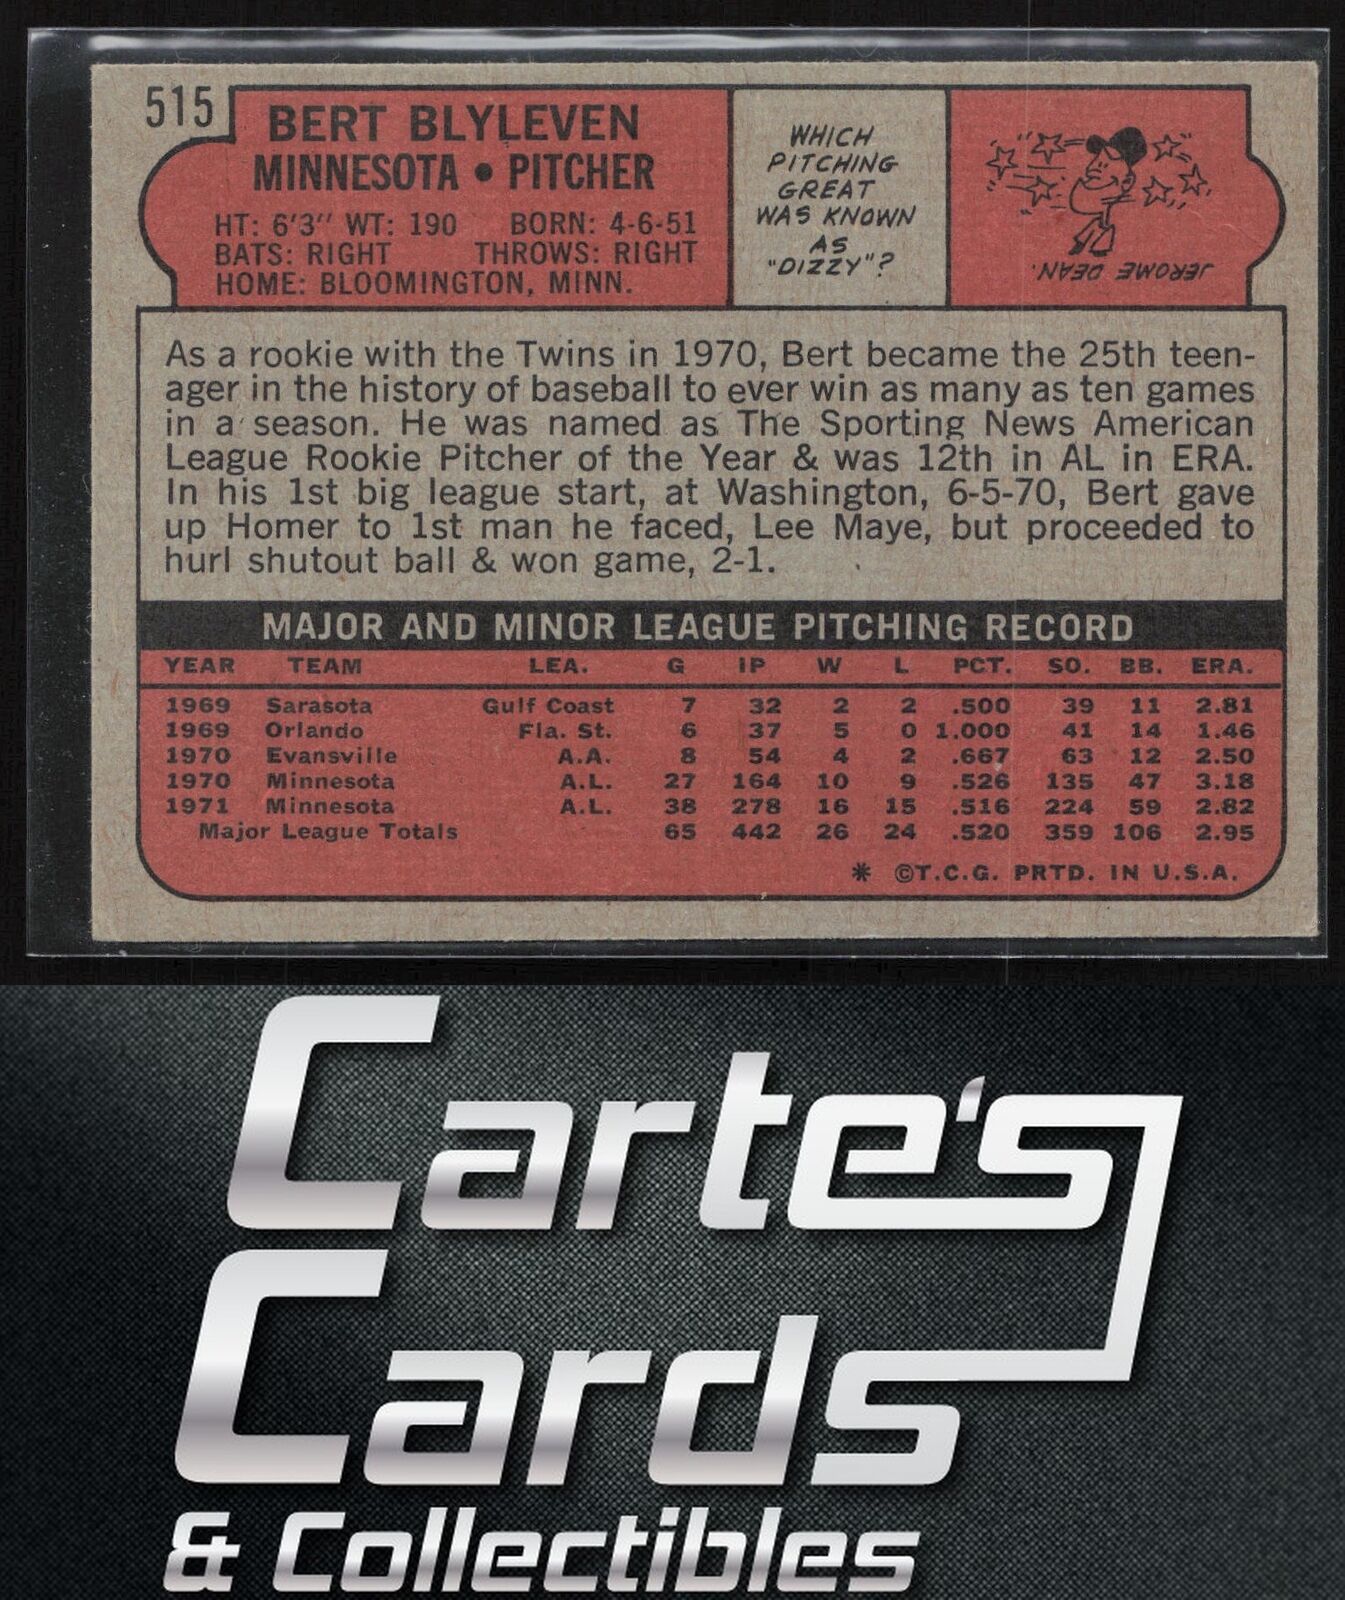 515
BERT BLYLEVEN
MINNESOTA • PITCHER
HT: 6'3" WT: 190 BORN: 4-6-51
BATS: RIGHT THROWS: RIGHT
HOME: BLOOMINGTON, MINN.
WHICH
PITCHING
GREAT
WAS KNOWN
AS
"DIZZY"?
JEROME DEAN.
As a rookie with the Twins in 1970, Bert became the 25th teen-
ager in the history of baseball to ever win as many as ten games
in a season. He was named as The Sporting News American
League Rookie Pitcher of the Year & was 12th in AL in ERA.
In his 1st big league start, at Washington, 6-5-70, Bert gave
up Homer to 1st man he faced, Lee Maye, but proceeded to
hurl shutout ball & won game, 2-1.
MAJOR AND MINOR LEAGUE PITCHING RECORD
YEAR TEAM LEA. G IP W L PCT. SO. BB. ERA.
1969 Sarasota Gulf Coast 7 32 2 2 .500 39 11 2.81
1969 Orlando Fla. St. 6 37 5 0 1.000 41 14 1.46
1970 Evansville A.A. 8 54 4 2 .667 63 12 2.50
1970 Minnesota A.L. 27 164 10 9 .526 135 47 3.18
1971 Minnesota A.L. 38 278 16 15 .516 224 59 2.82
Major League Totals 65 442 26 24 .520 359 106 2.95
* ©T.C.G. PRTD. IN U.S.A.
Carte's
Cards
& Collectibles